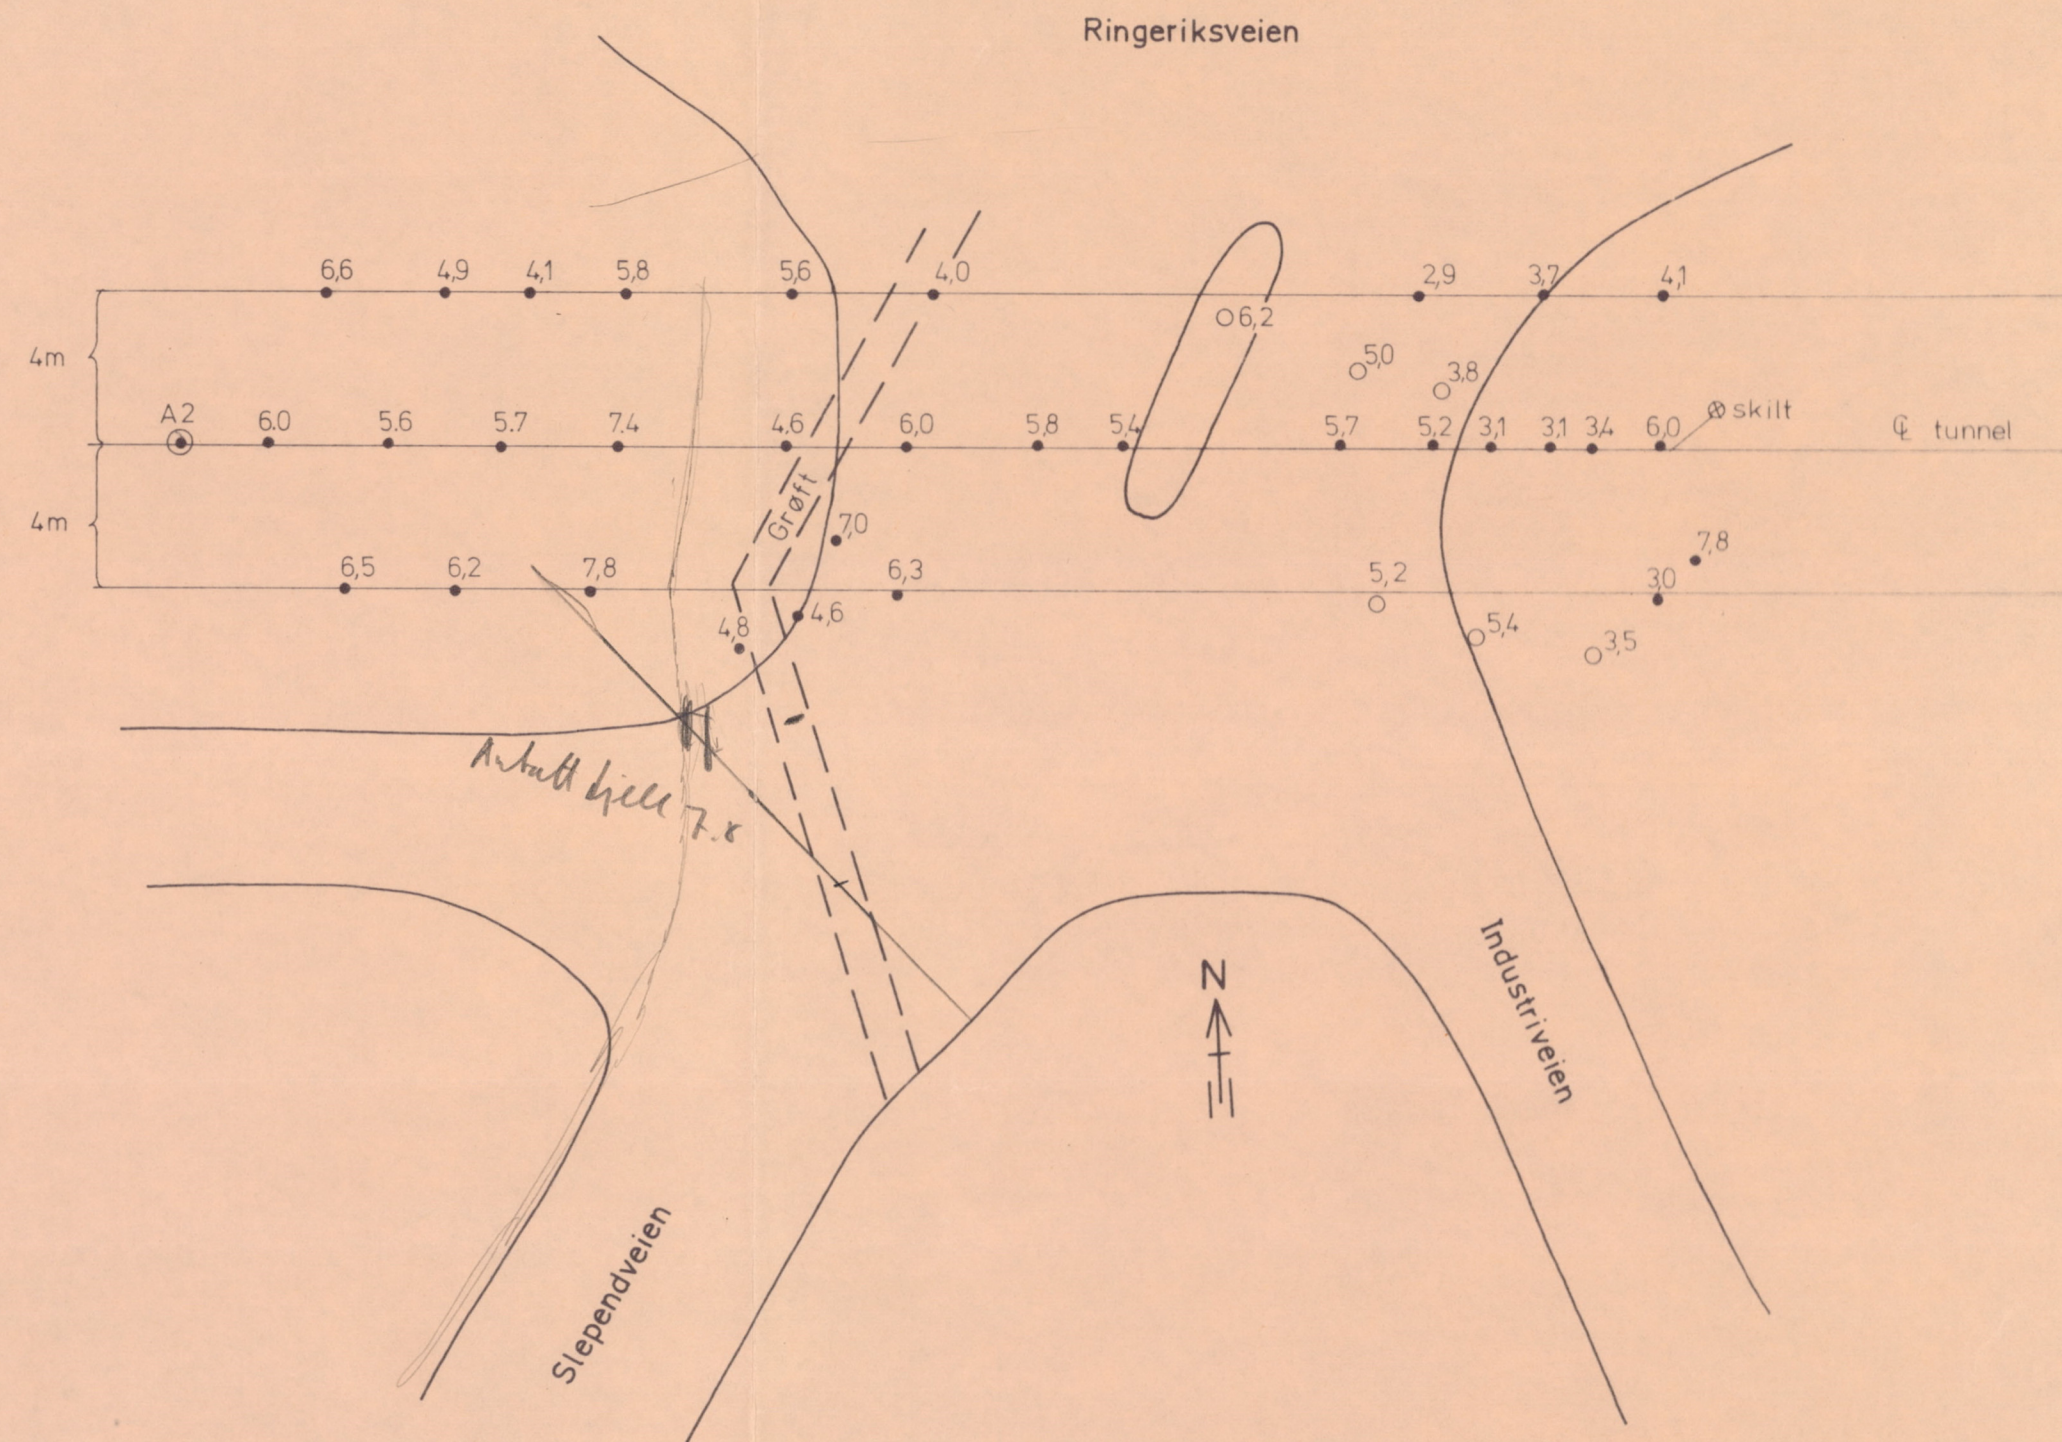 Ringeriksveien
6,6 4,9 4,1 5,8 5,6 4,0 2,9 3,7 4,1
6,2
4m
5,0
3,8
A2 6.0 5.6 5.7 7.4 4.6 6,0 5,8 5,4 5,7 5,2 3,1 3,1 3,4 6,0 skilt ℄ tunnel
Grøft
4m
7,0
7,8
6,5 6,2 7,8 6,3 5,2 3,0
4,8 4,6 5,4 3,5
Antatt fjell 7.8
N
Industriveien
Slependveien